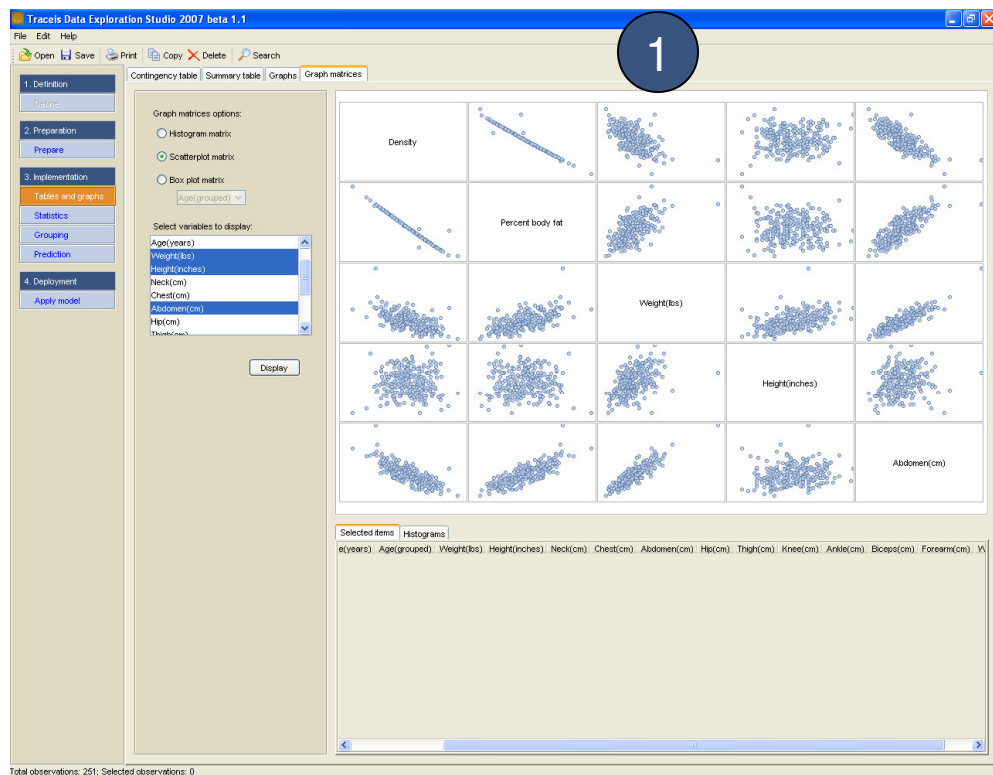 Traceis Data Exploration Studio 2007 beta 1.1
1
File Edit Help
Open Save Print Copy Delete Search
Contingency table Summary table Graphs Graph matrices
1. Definition
Define
2. Preparation
Prepare
3. Implementation
Tables and graphs
Statistics
Grouping
Prediction
4. Deployment
Apply model
Graph matrices options:
Histogram matrix
Scatterplot matrix
Box plot matrix
Age(grouped)
Select variables to display:
Age(years)
Weight(lbs)
Height(inches)
Neck(cm)
Chest(cm)
Abdomen(cm)
Hip(cm)
Thigh(cm)
Display
Density
Percent body fat
Weight(lbs)
Height(inches)
Abdomen(cm)
Selected items Histograms
e(years) Age(grouped) Weight(lbs) Height(inches) Neck(cm) Chest(cm) Abdomen(cm) Hip(cm) Thigh(cm) Knee(cm) Ankle(cm) Biceps(cm) Forearm(cm) W
Total observations: 251; Selected observations: 0